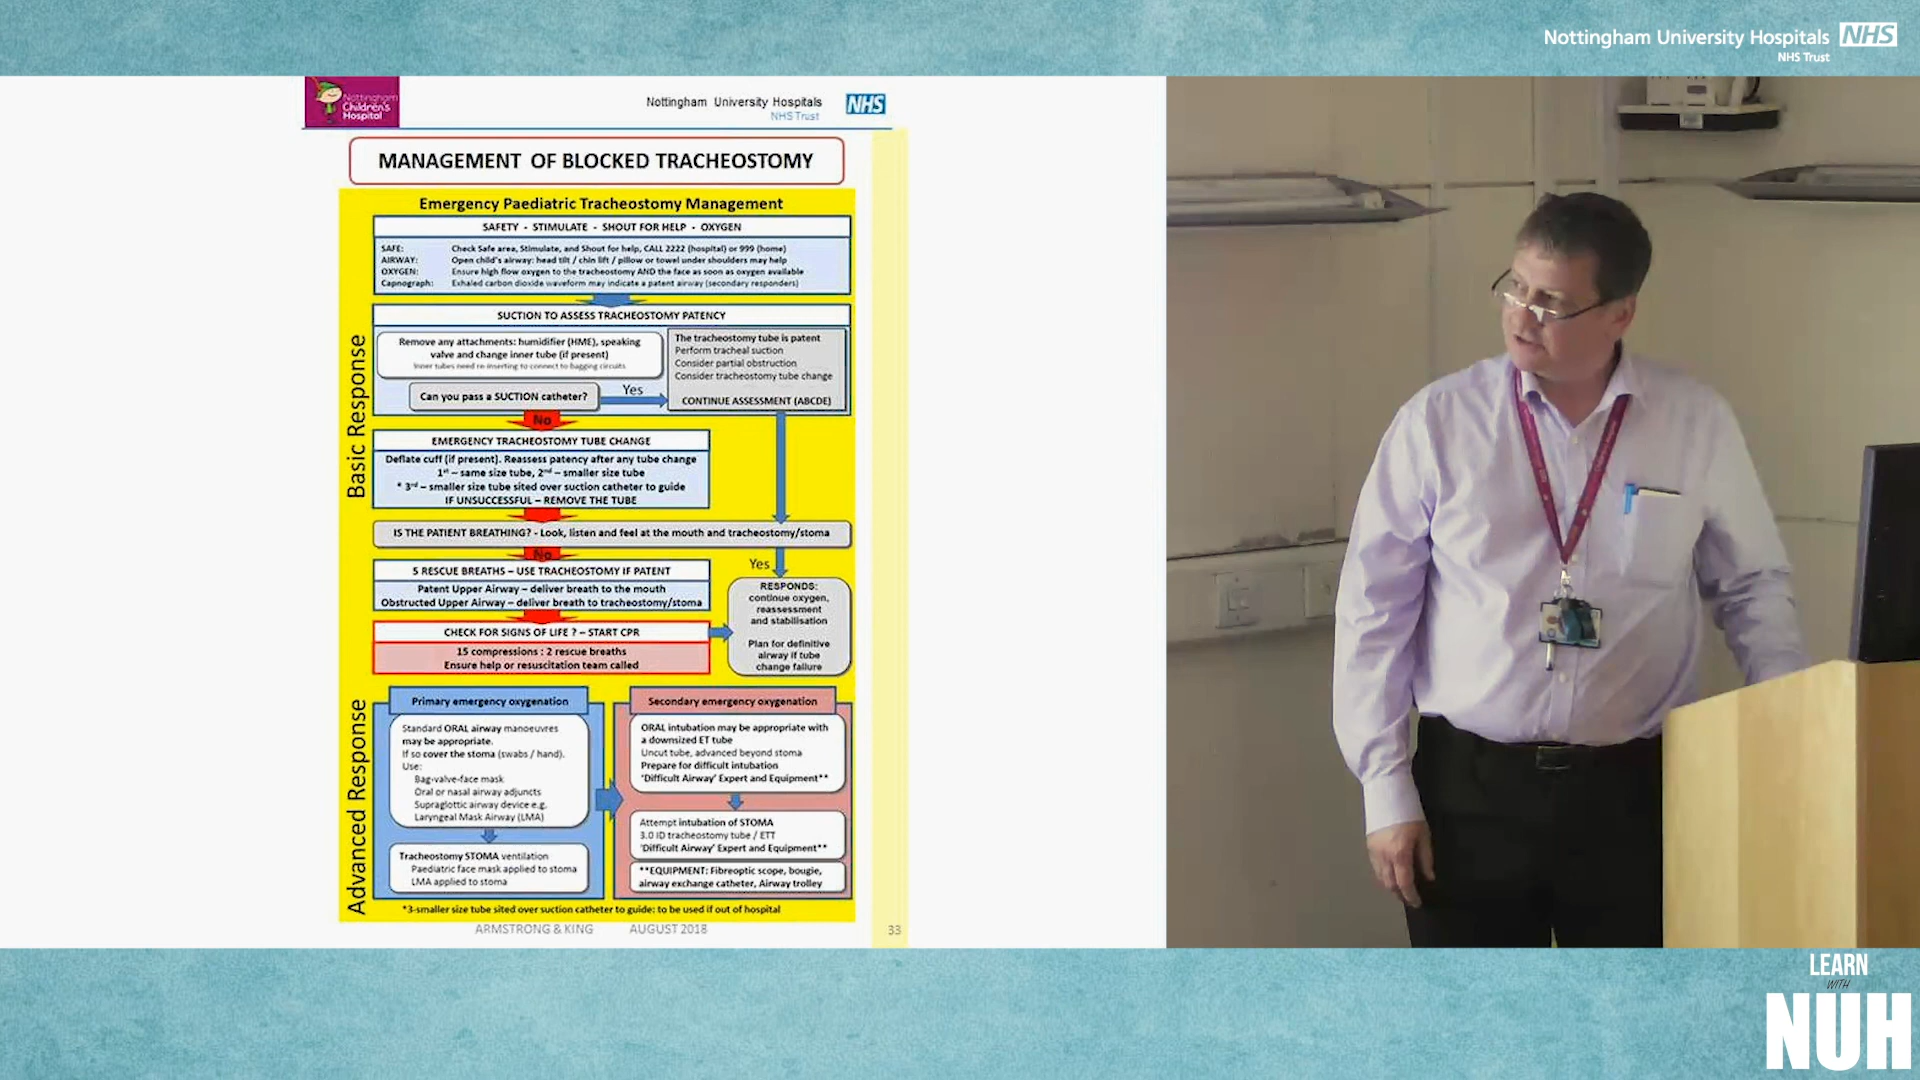 Nottingham University Hospitals NHS
NHS Trust
Nottingham
Children's
Hospital
Nottingham University Hospitals NHS
NHS Trust
MANAGEMENT OF BLOCKED TRACHEOSTOMY
Emergency Paediatric Tracheostomy Management
SAFETY - STIMULATE - SHOUT FOR HELP - OXYGEN
SAFE: Check Safe area, Stimulate, and Shout for help, CALL 2222 (hospital) or 999 (home)
AIRWAY: Open child's airway: head tilt / chin lift / pillow or towel under shoulders may help
OXYGEN: Ensure high flow oxygen to the tracheostomy AND the face as soon as oxygen available
Capnograph: Exhaled carbon dioxide waveform may indicate a patent airway (secondary responders)
Basic Response
SUCTION TO ASSESS TRACHEOSTOMY PATENCY
Remove any attachments: humidifier (HME), speaking
valve and change inner tube (if present)
Inner tubes need re-inserting to connect to bagging circuits
Can you pass a SUCTION catheter?
Yes
The tracheostomy tube is patent
Perform tracheal suction
Consider partial obstruction
Consider tracheostomy tube change
CONTINUE ASSESSMENT (ABCDE)
No
EMERGENCY TRACHEOSTOMY TUBE CHANGE
Deflate cuff (if present). Reassess patency after any tube change
1st – same size tube, 2nd – smaller size tube
* 3rd – smaller size tube sited over suction catheter to guide
IF UNSUCCESSFUL – REMOVE THE TUBE
IS THE PATIENT BREATHING? - Look, listen and feel at the mouth and tracheostomy/stoma
No
Yes
5 RESCUE BREATHS – USE TRACHEOSTOMY IF PATENT
Patent Upper Airway – deliver breath to the mouth
Obstructed Upper Airway – deliver breath to tracheostomy/stoma
CHECK FOR SIGNS OF LIFE ? – START CPR
15 compressions : 2 rescue breaths
Ensure help or resuscitation team called
RESPONDS:
continue oxygen,
reassessment
and stabilisation
Plan for definitive
airway if tube
change failure
Advanced Response
Primary emergency oxygenation
Standard ORAL airway manoeuvres
may be appropriate.
If so cover the stoma (swabs / hand).
Use:
Bag-valve-face mask
Oral or nasal airway adjuncts
Supraglottic airway device e.g.
Laryngeal Mask Airway (LMA)
Tracheostomy STOMA ventilation
Paediatric face mask applied to stoma
LMA applied to stoma
Secondary emergency oxygenation
ORAL intubation may be appropriate with
a downsized ET tube
Uncut tube, advanced beyond stoma
Prepare for difficult intubation
'Difficult Airway' Expert and Equipment**
Attempt intubation of STOMA
3.0 ID tracheostomy tube / ETT
'Difficult Airway' Expert and Equipment**
**EQUIPMENT: Fibreoptic scope, bougie,
airway exchange catheter, Airway trolley
*3-smaller size tube sited over suction catheter to guide: to be used if out of hospital
ARMSTRONG & KING AUGUST 2018 33
LEARN
WITH
NUH